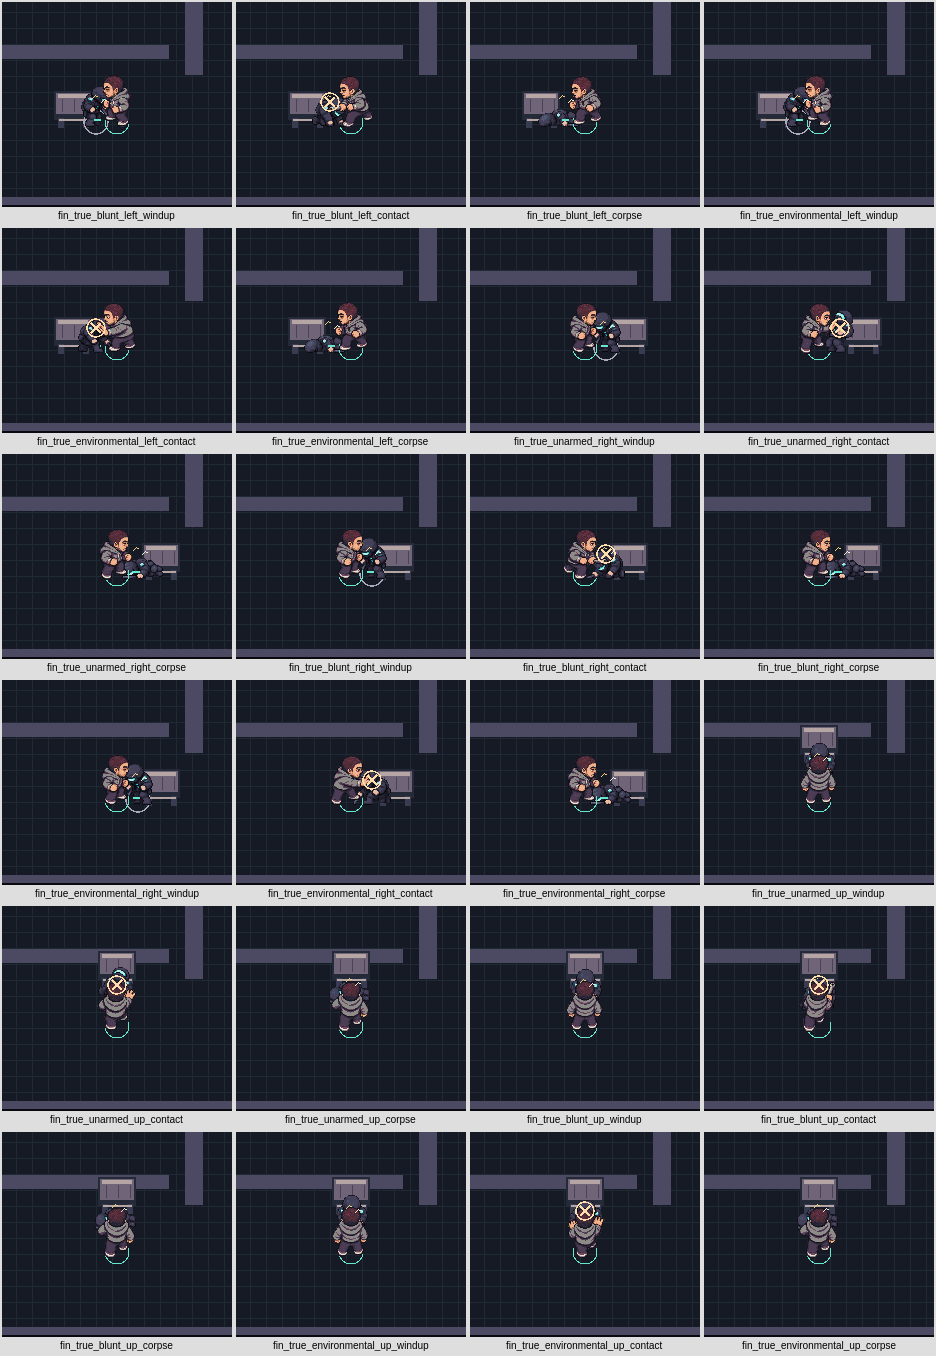 fin_true_blunt_left_windup
fin_true_blunt_left_contact
fin_true_blunt_left_corpse
fin_true_environmental_left_windup
fin_true_environmental_left_contact
fin_true_environmental_left_corpse
fin_true_unarmed_right_windup
fin_true_unarmed_right_contact
fin_true_unarmed_right_corpse
fin_true_blunt_right_windup
fin_true_blunt_right_contact
fin_true_blunt_right_corpse
fin_true_environmental_right_windup
fin_true_environmental_right_contact
fin_true_environmental_right_corpse
fin_true_unarmed_up_windup
fin_true_unarmed_up_contact
fin_true_unarmed_up_corpse
fin_true_blunt_up_windup
fin_true_blunt_up_contact
fin_true_blunt_up_corpse
fin_true_environmental_up_windup
fin_true_environmental_up_contact
fin_true_environmental_up_corpse